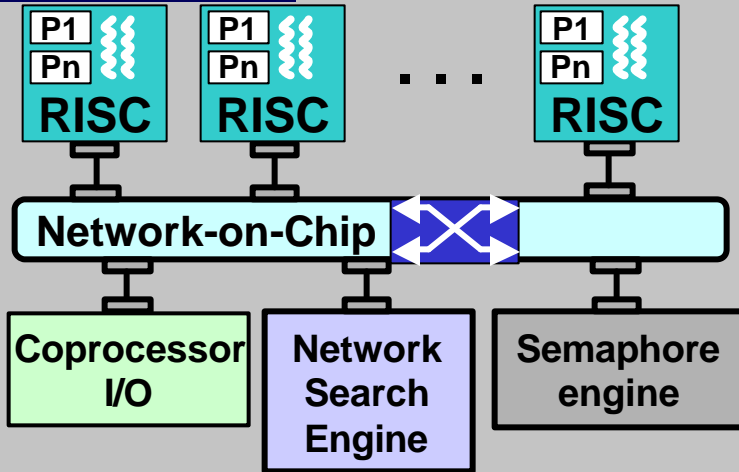 P1
Pn
RISC
P1
Pn
RISC
. . .
P1
Pn
RISC
Network-on-Chip
Coprocessor
I/O
Network
Search
Engine
Semaphore
engine